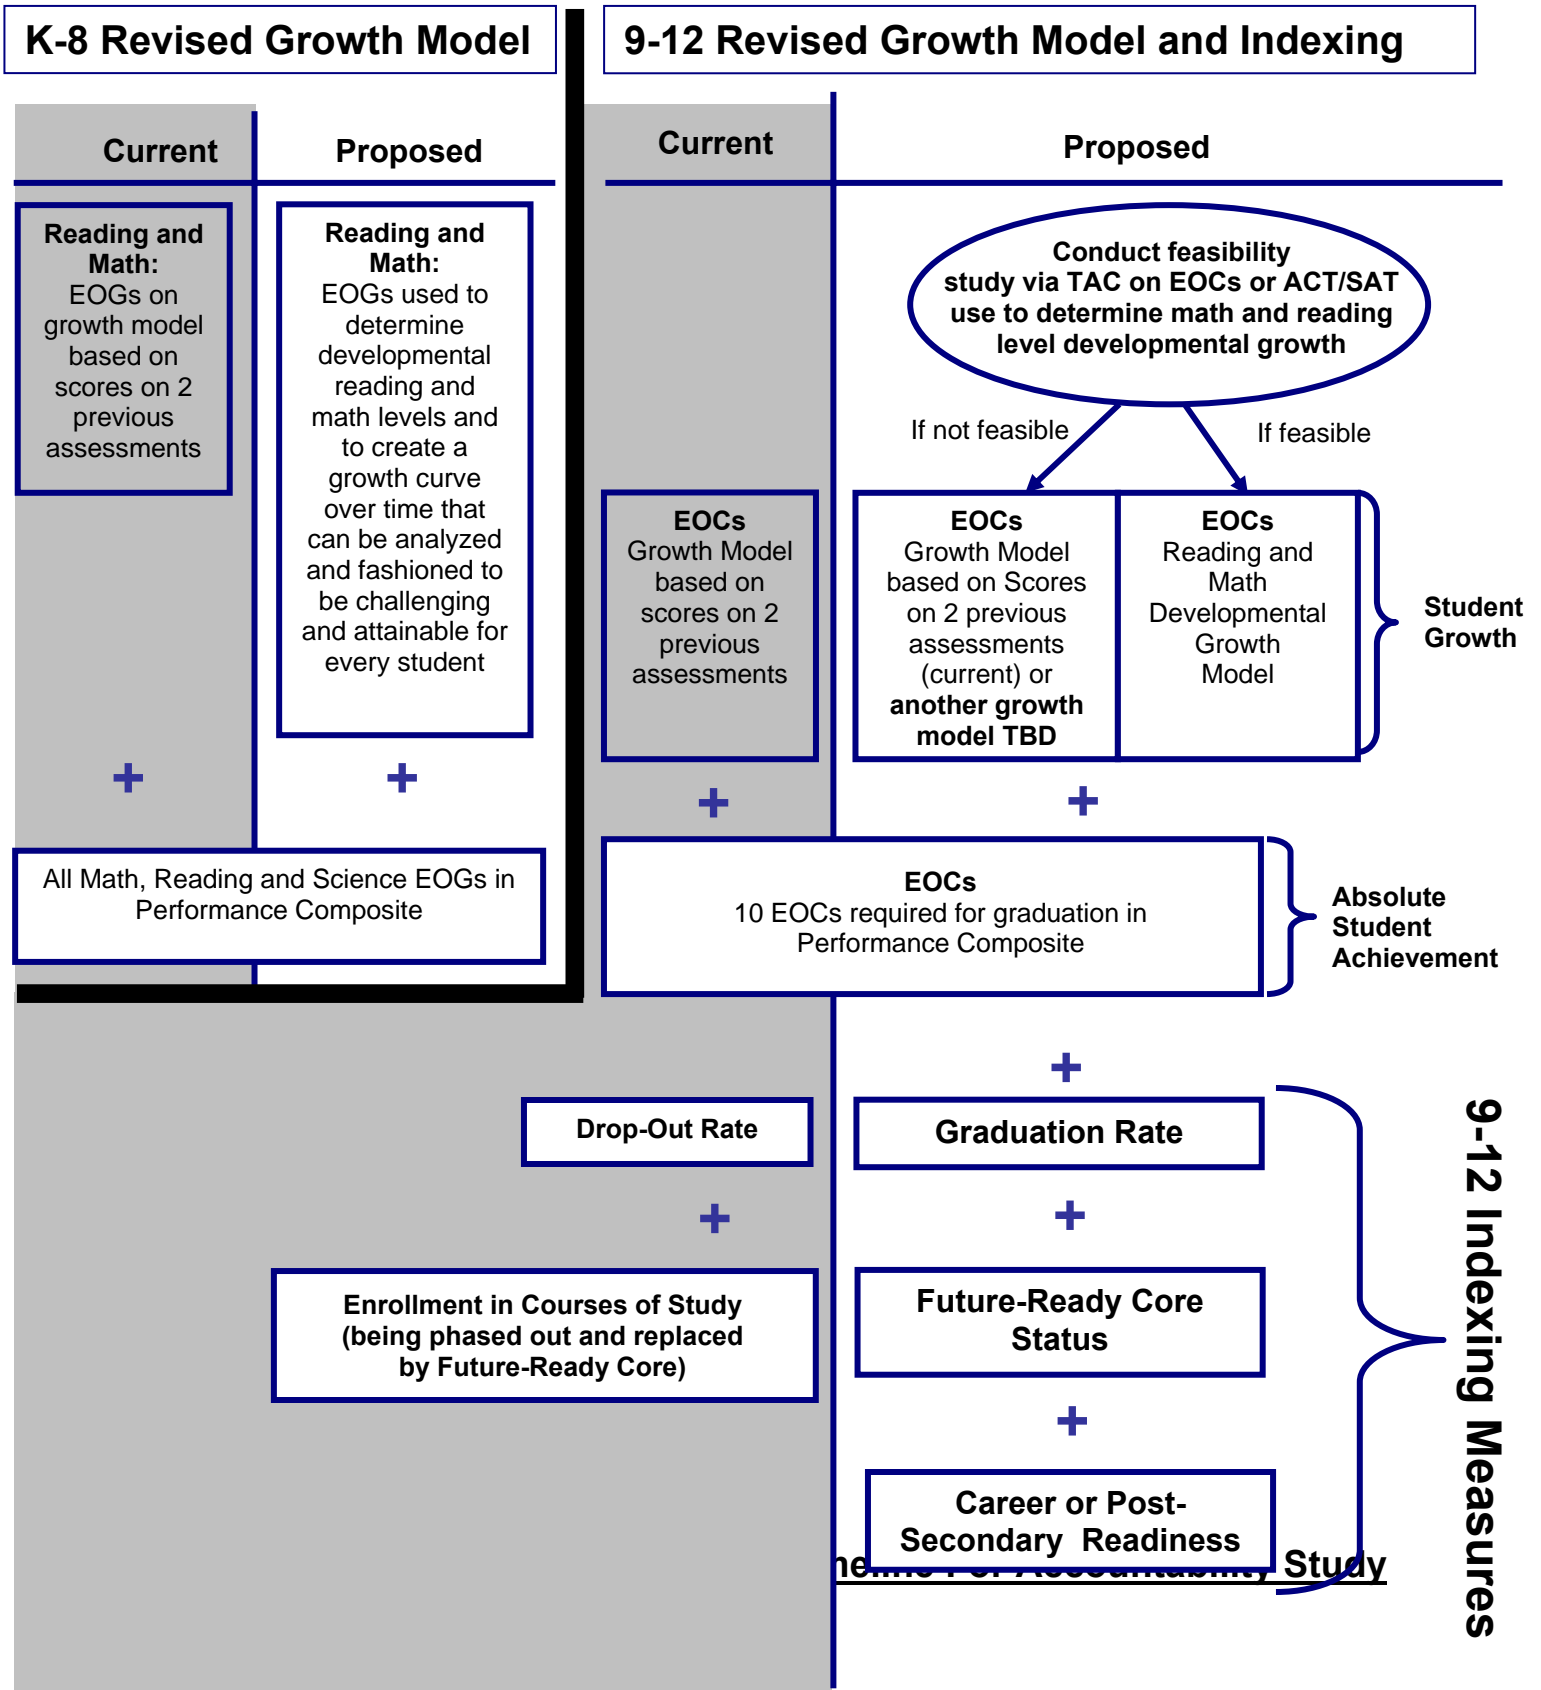 K-8 Revised Growth Model
Current
Proposed
Reading and
Math:
EOGs on
growth model
based on
scores on 2
previous
assessments
Reading and
Math:
EOGs used to
determine
developmental
reading and
math levels and
to create a
growth curve
over time that
can be analyzed
and fashioned to
be challenging
and attainable for
every student
+
+
All Math, Reading and Science EOGs in
Performance Composite
9-12 Revised Growth Model and Indexing
Current
Proposed
Conduct feasibility
study via TAC on EOCs or ACT/SAT
use to determine math and reading
level developmental growth
If not feasible
If feasible
EOCs
Growth Model
based on
scores on 2
previous
assessments
EOCs
Growth Model
based on Scores
on 2 previous
assessments
(current) or
another growth
model TBD
EOCs
Reading and
Math
Developmental
Growth
Model
Student
Growth
+
+
EOCs
10 EOCs required for graduation in
Performance Composite
Absolute
Student
Achievement
+
Drop-Out Rate
Graduation Rate
+
+
Enrollment in Courses of Study
(being phased out and replaced
by Future-Ready Core)
Future-Ready Core
Status
+
Career or Post-
Secondary Readiness
9-12 Indexing Measures
Study